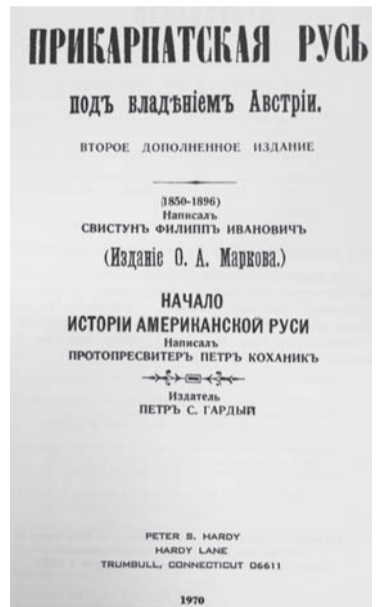 ПРИКАРПАТСКАЯ РУСЬ
подъ владѣніемъ Австріи.
ВТОРОЕ ДОПОЛНЕННОЕ ИЗДАНИЕ
(1850-1896)
Написалъ
СВИСТУНЪ ФИЛИППЪ ИВАНОВИЧЪ
(Изданіе О. А. Маркова.)
НАЧАЛО
ИСТОРІИ АМЕРИКАНСКОЙ РУСИ
Написалъ
ПРОТОПРЕСВИТЕРЪ ПЕТРЪ КОХАНИКЪ
Издатель
ПЕТРЪ С. ГАРДЫЙ
PETER S. HARDY
HARDY LANE
TRUMBULL, CONNECTICUT 06611
1970